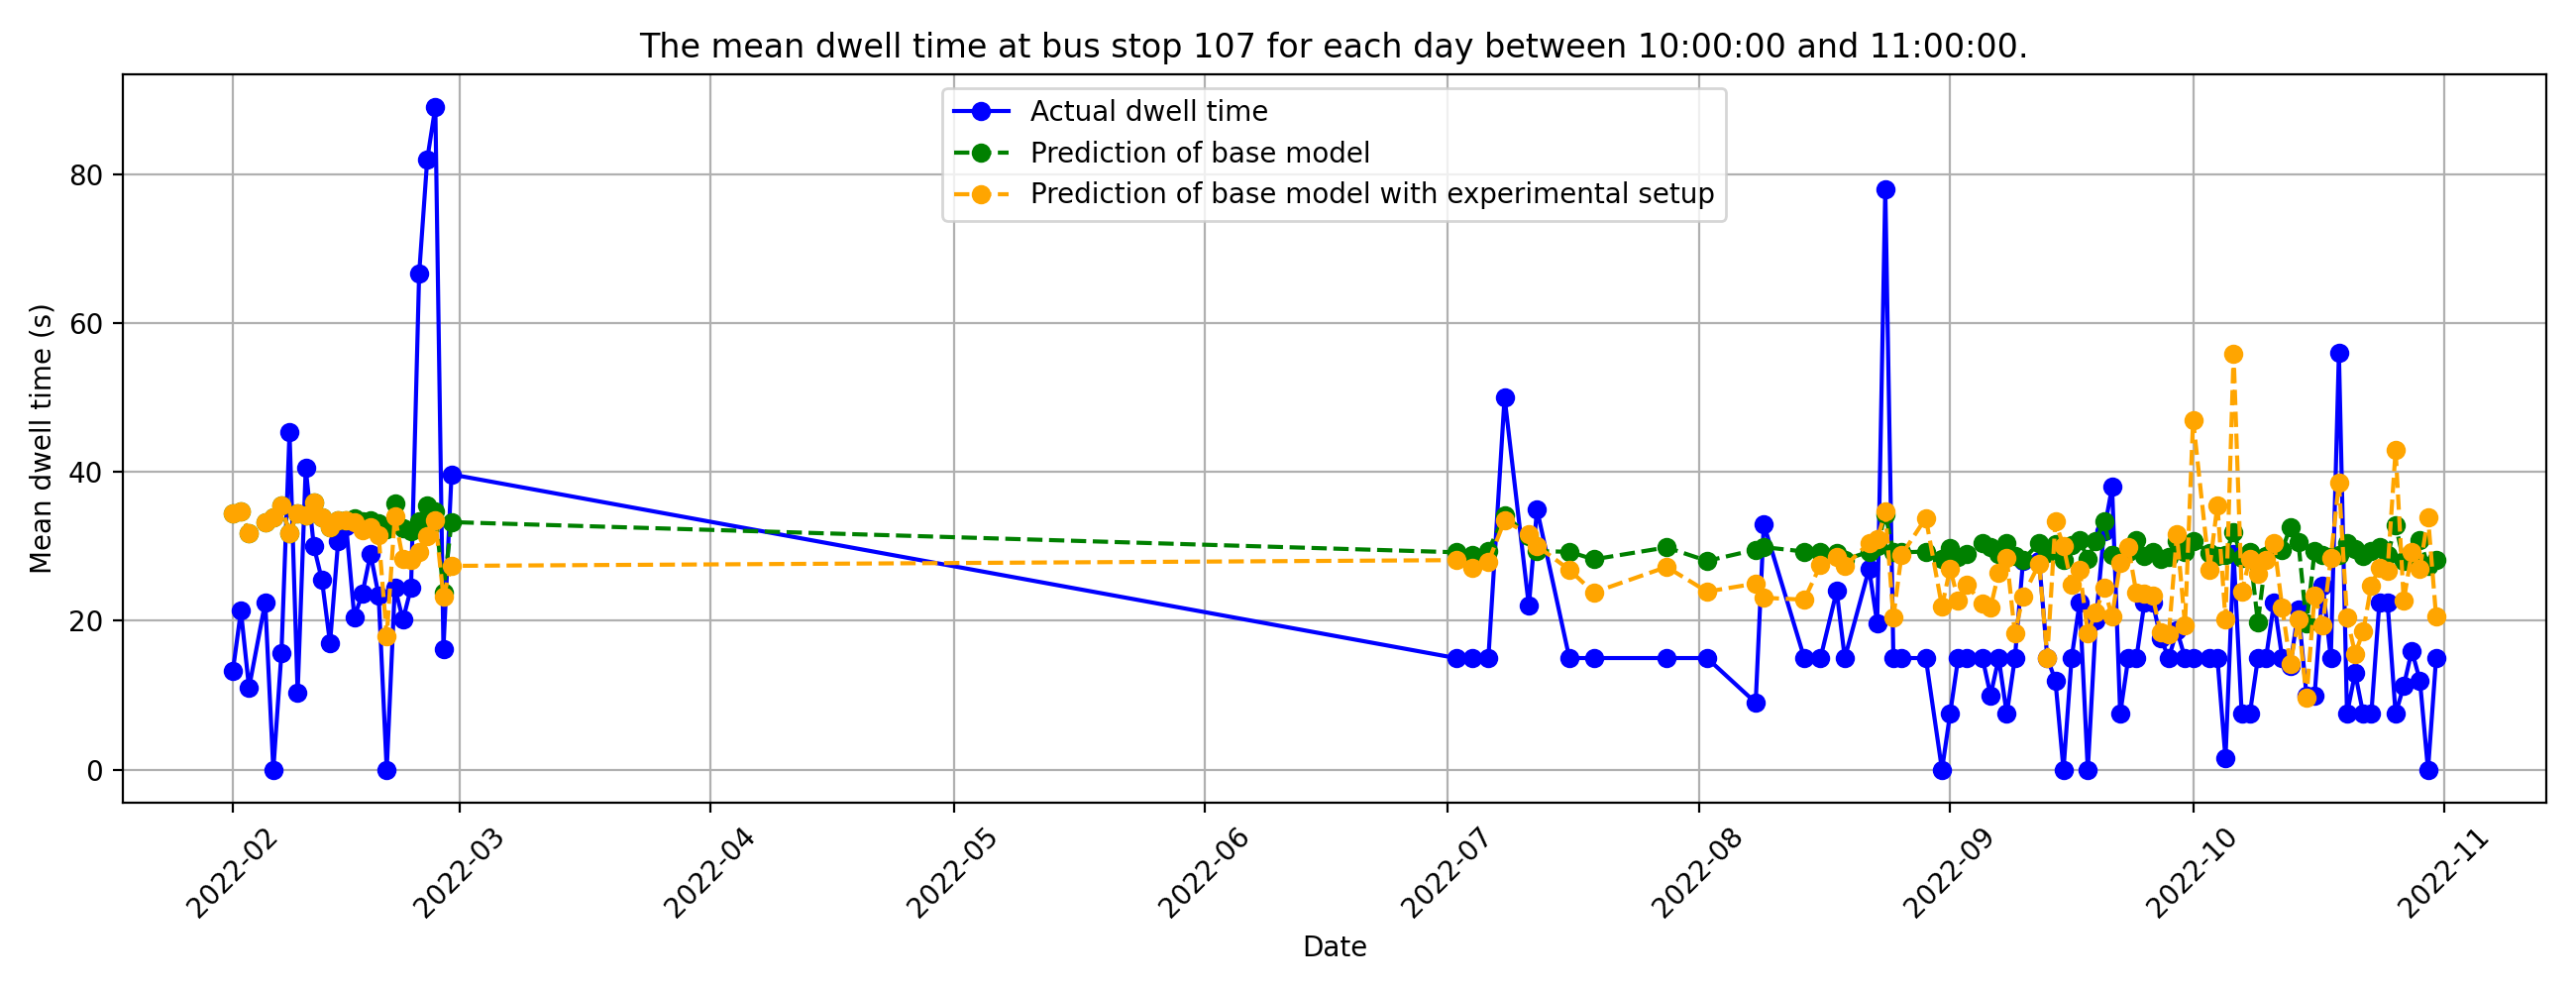 The mean dwell time at bus stop 107 for each day between 10:00:00 and 11:00:00.
Actual dwell time
Prediction of base model
Prediction of base model with experimental setup
Mean dwell time (s)
80
60
40
20
0
2022-02
2022-03
2022-04
2022-05
2022-06
2022-07
2022-08
2022-09
2022-10
2022-11
Date